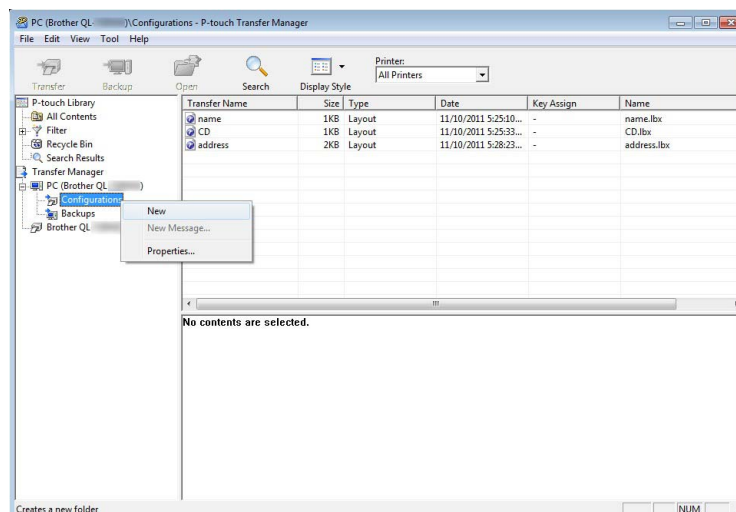 PC (Brother QL- )\Configurations - P-touch Transfer Manager
File Edit View Tool Help
Transfer Backup Open Search Display Style
Printer:
All Printers
P-touch Library
All Contents
Filter
Recycle Bin
Search Results
Transfer Manager
PC (Brother QL )
Configurations
Backups
Brother QL
New
New Message...
Properties...
Transfer Name Size Type Date Key Assign Name
name 1KB Layout 11/10/2011 5:25:10... - name.lbx
CD 1KB Layout 11/10/2011 5:25:33... - CD.lbx
address 2KB Layout 11/10/2011 5:28:23... - address.lbx
No contents are selected.
Creates a new folder NUM